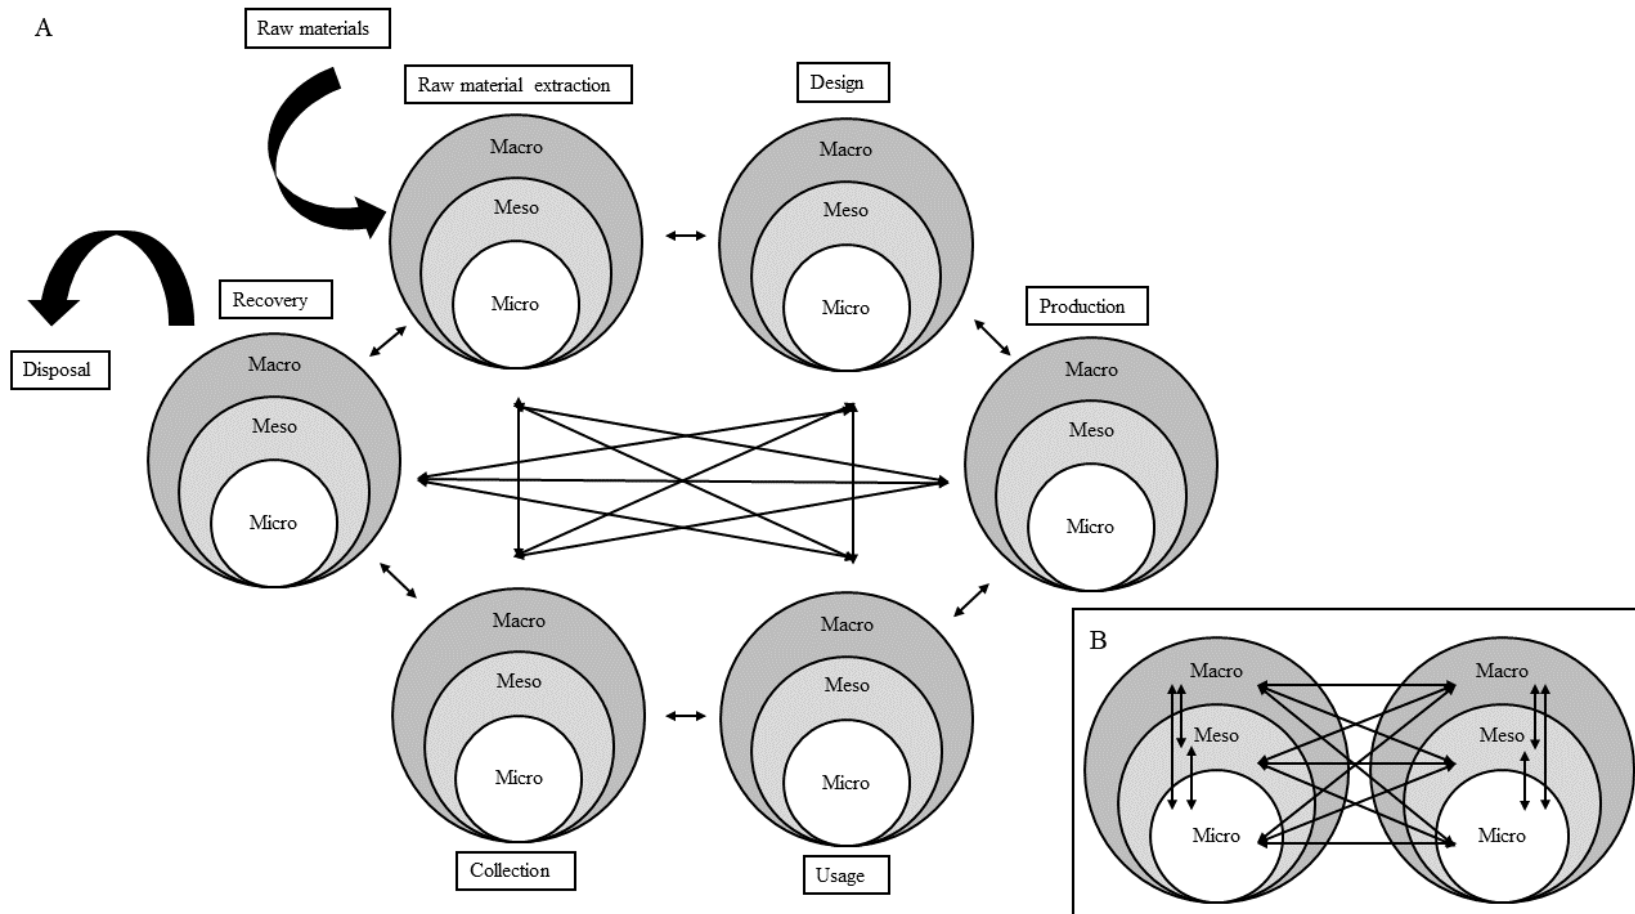 A
Raw materials
Raw material extraction
Design
Macro
Meso
Micro
Macro
Meso
Micro
Recovery
Production
Disposal
Macro
Meso
Micro
Macro
Meso
Micro
Macro
Meso
Micro
Collection
Macro
Meso
Micro
Usage
B
Macro
Meso
Micro
Macro
Meso
Micro